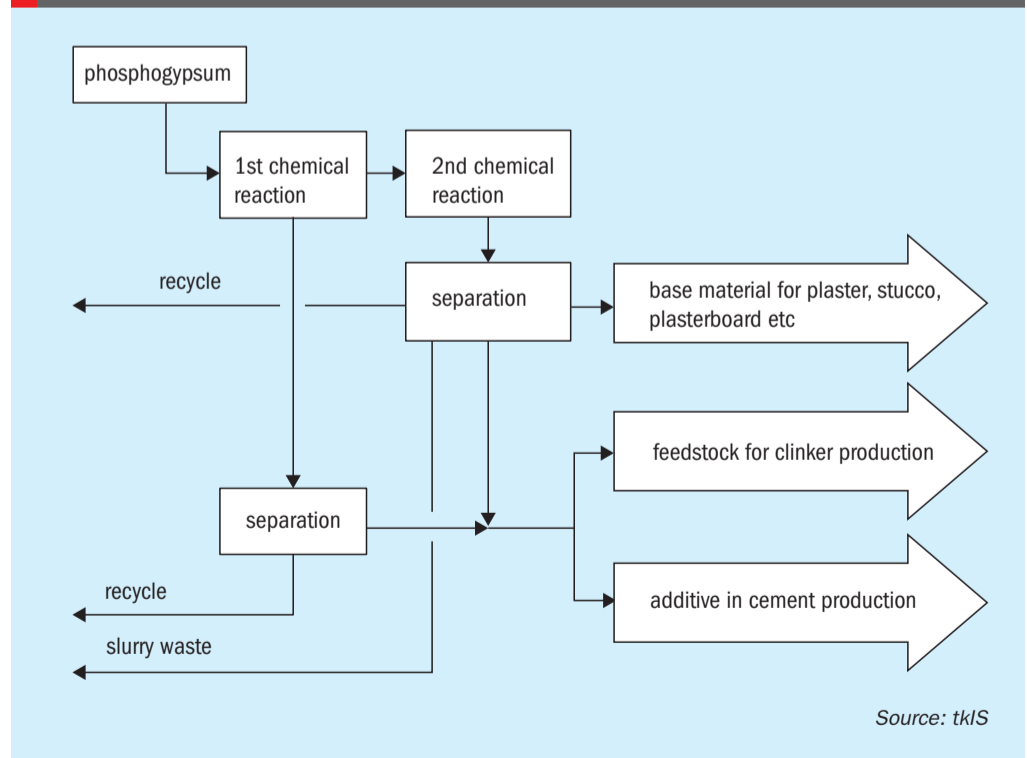 phosphogypsum
1st chemical
reaction
2nd chemical
reaction
recycle
separation
base material for plaster, stucco,
plasterboard etc
feedstock for clinker production
separation
recycle
additive in cement production
slurry waste
Source: tkIS